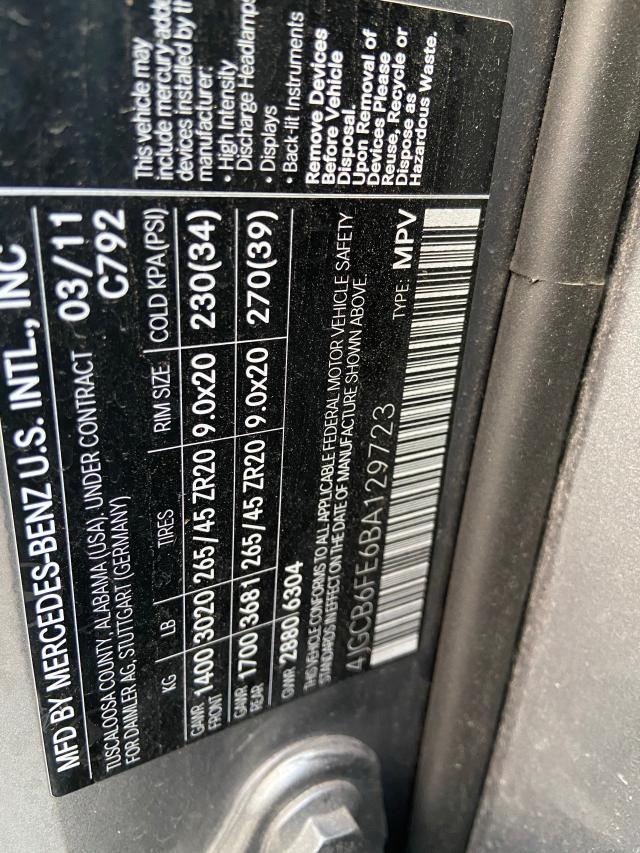 MFD BY MERCEDES-BENZ U.S. INTL., INC
TUSCALOOSA COUNTY, ALABAMA (USA), UNDER CONTRACT 03/11
FOR DAIMLER AG, STUTTGART (GERMANY) C792
KG LB TIRES RIM SIZE COLD KPA(PSI)
GAWR FRONT 1400 3020 265/45 ZR20 9.0x20 230(34)
GAWR REAR 1700 3681 265/45 ZR20 9.0x20 270(39)
GWR 2880 6304
THIS VEHICLE CONFORMS TO ALL APPLICABLE FEDERAL MOTOR VEHICLE SAFETY
STANDARDS IN EFFECT ON THE DATE OF MANUFACTURE SHOWN ABOVE.
4JGCB6FE6BA129723 TYPE: MPV
This vehicle may
include mercury-added
devices installed by the
manufacturer:
• High Intensity
Discharge Headlamps
• Displays
• Back-lit Instruments
Remove Devices
Before Vehicle
Disposal.
Upon Removal of
Devices Please
Reuse, Recycle or
Dispose as
Hazardous Waste.